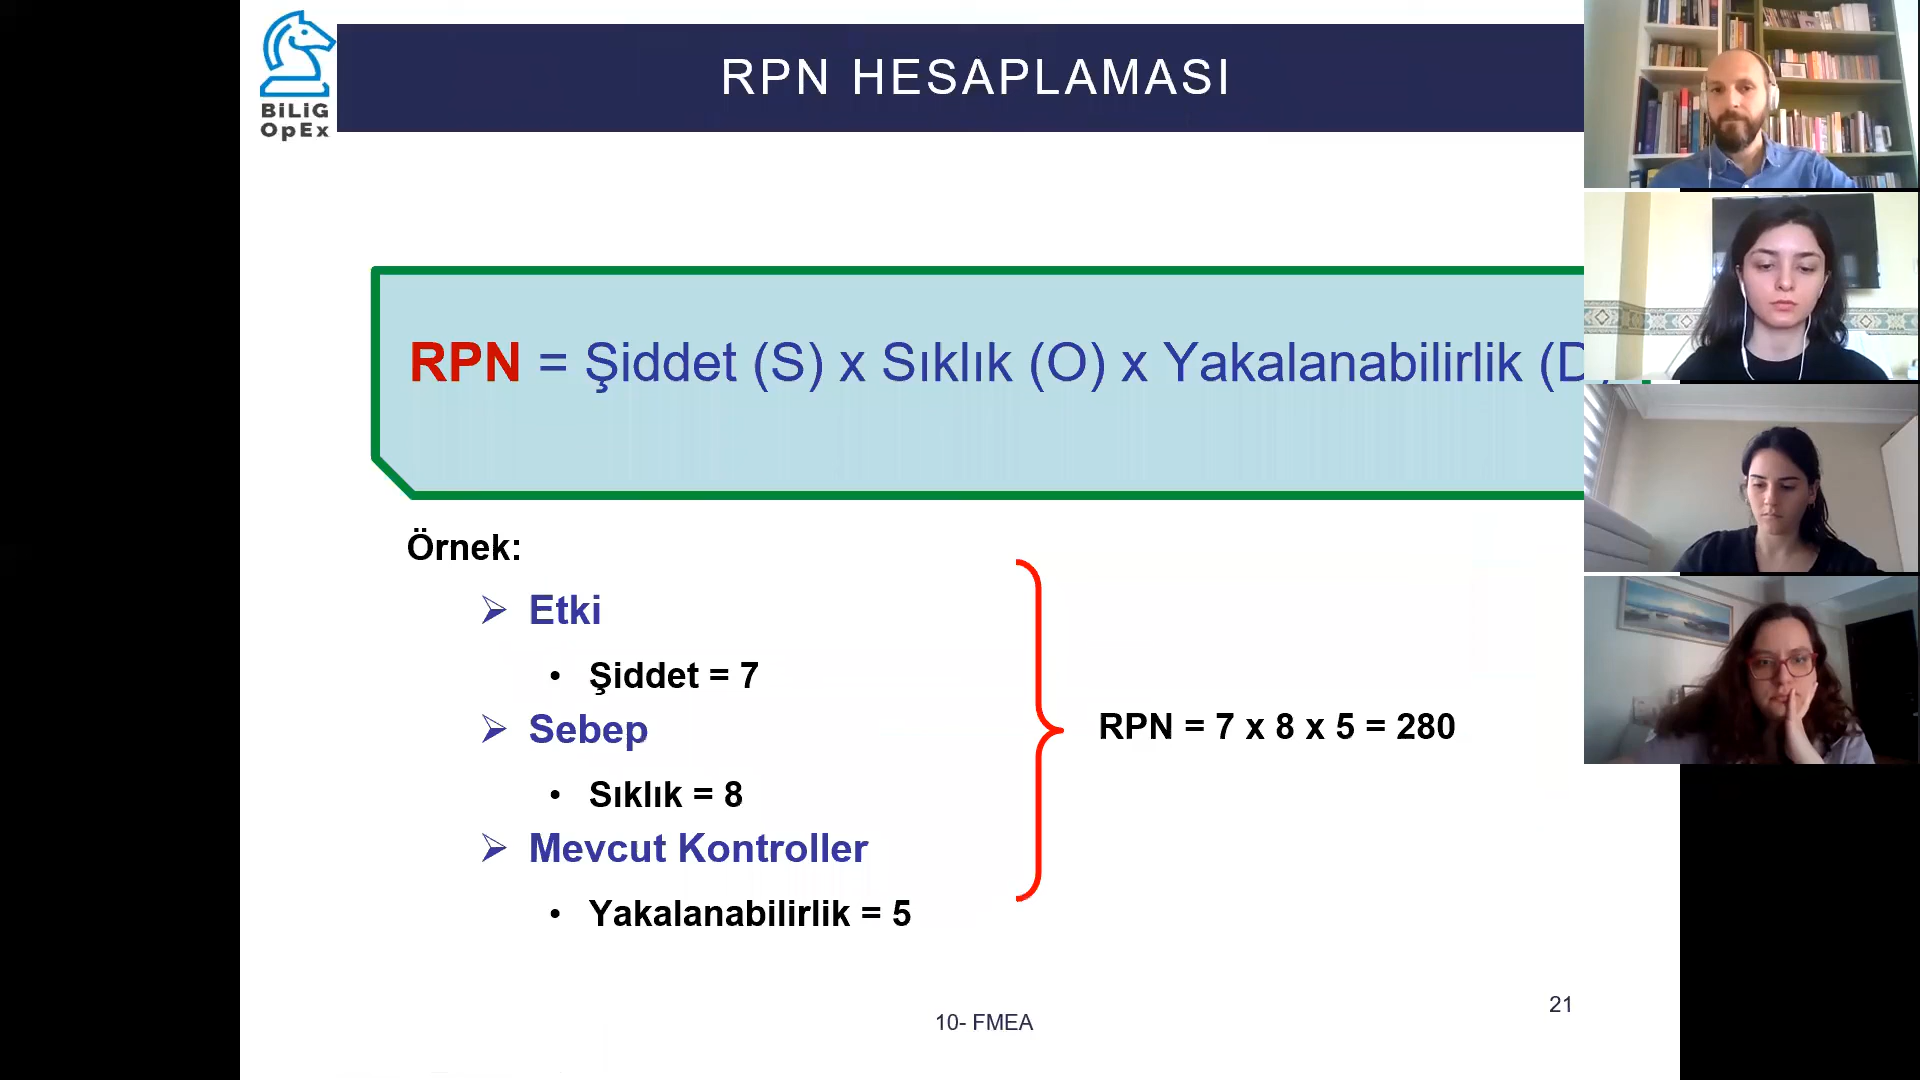 BiLiG
OpEx
RPN HESAPLAMASI
RPN = Şiddet (S) x Sıklık (O) x Yakalanabilirlik (D)
Örnek:
➢ Etki
• Şiddet = 7
➢ Sebep
• Sıklık = 8
➢ Mevcut Kontroller
• Yakalanabilirlik = 5
RPN = 7 x 8 x 5 = 280
10- FMEA
21